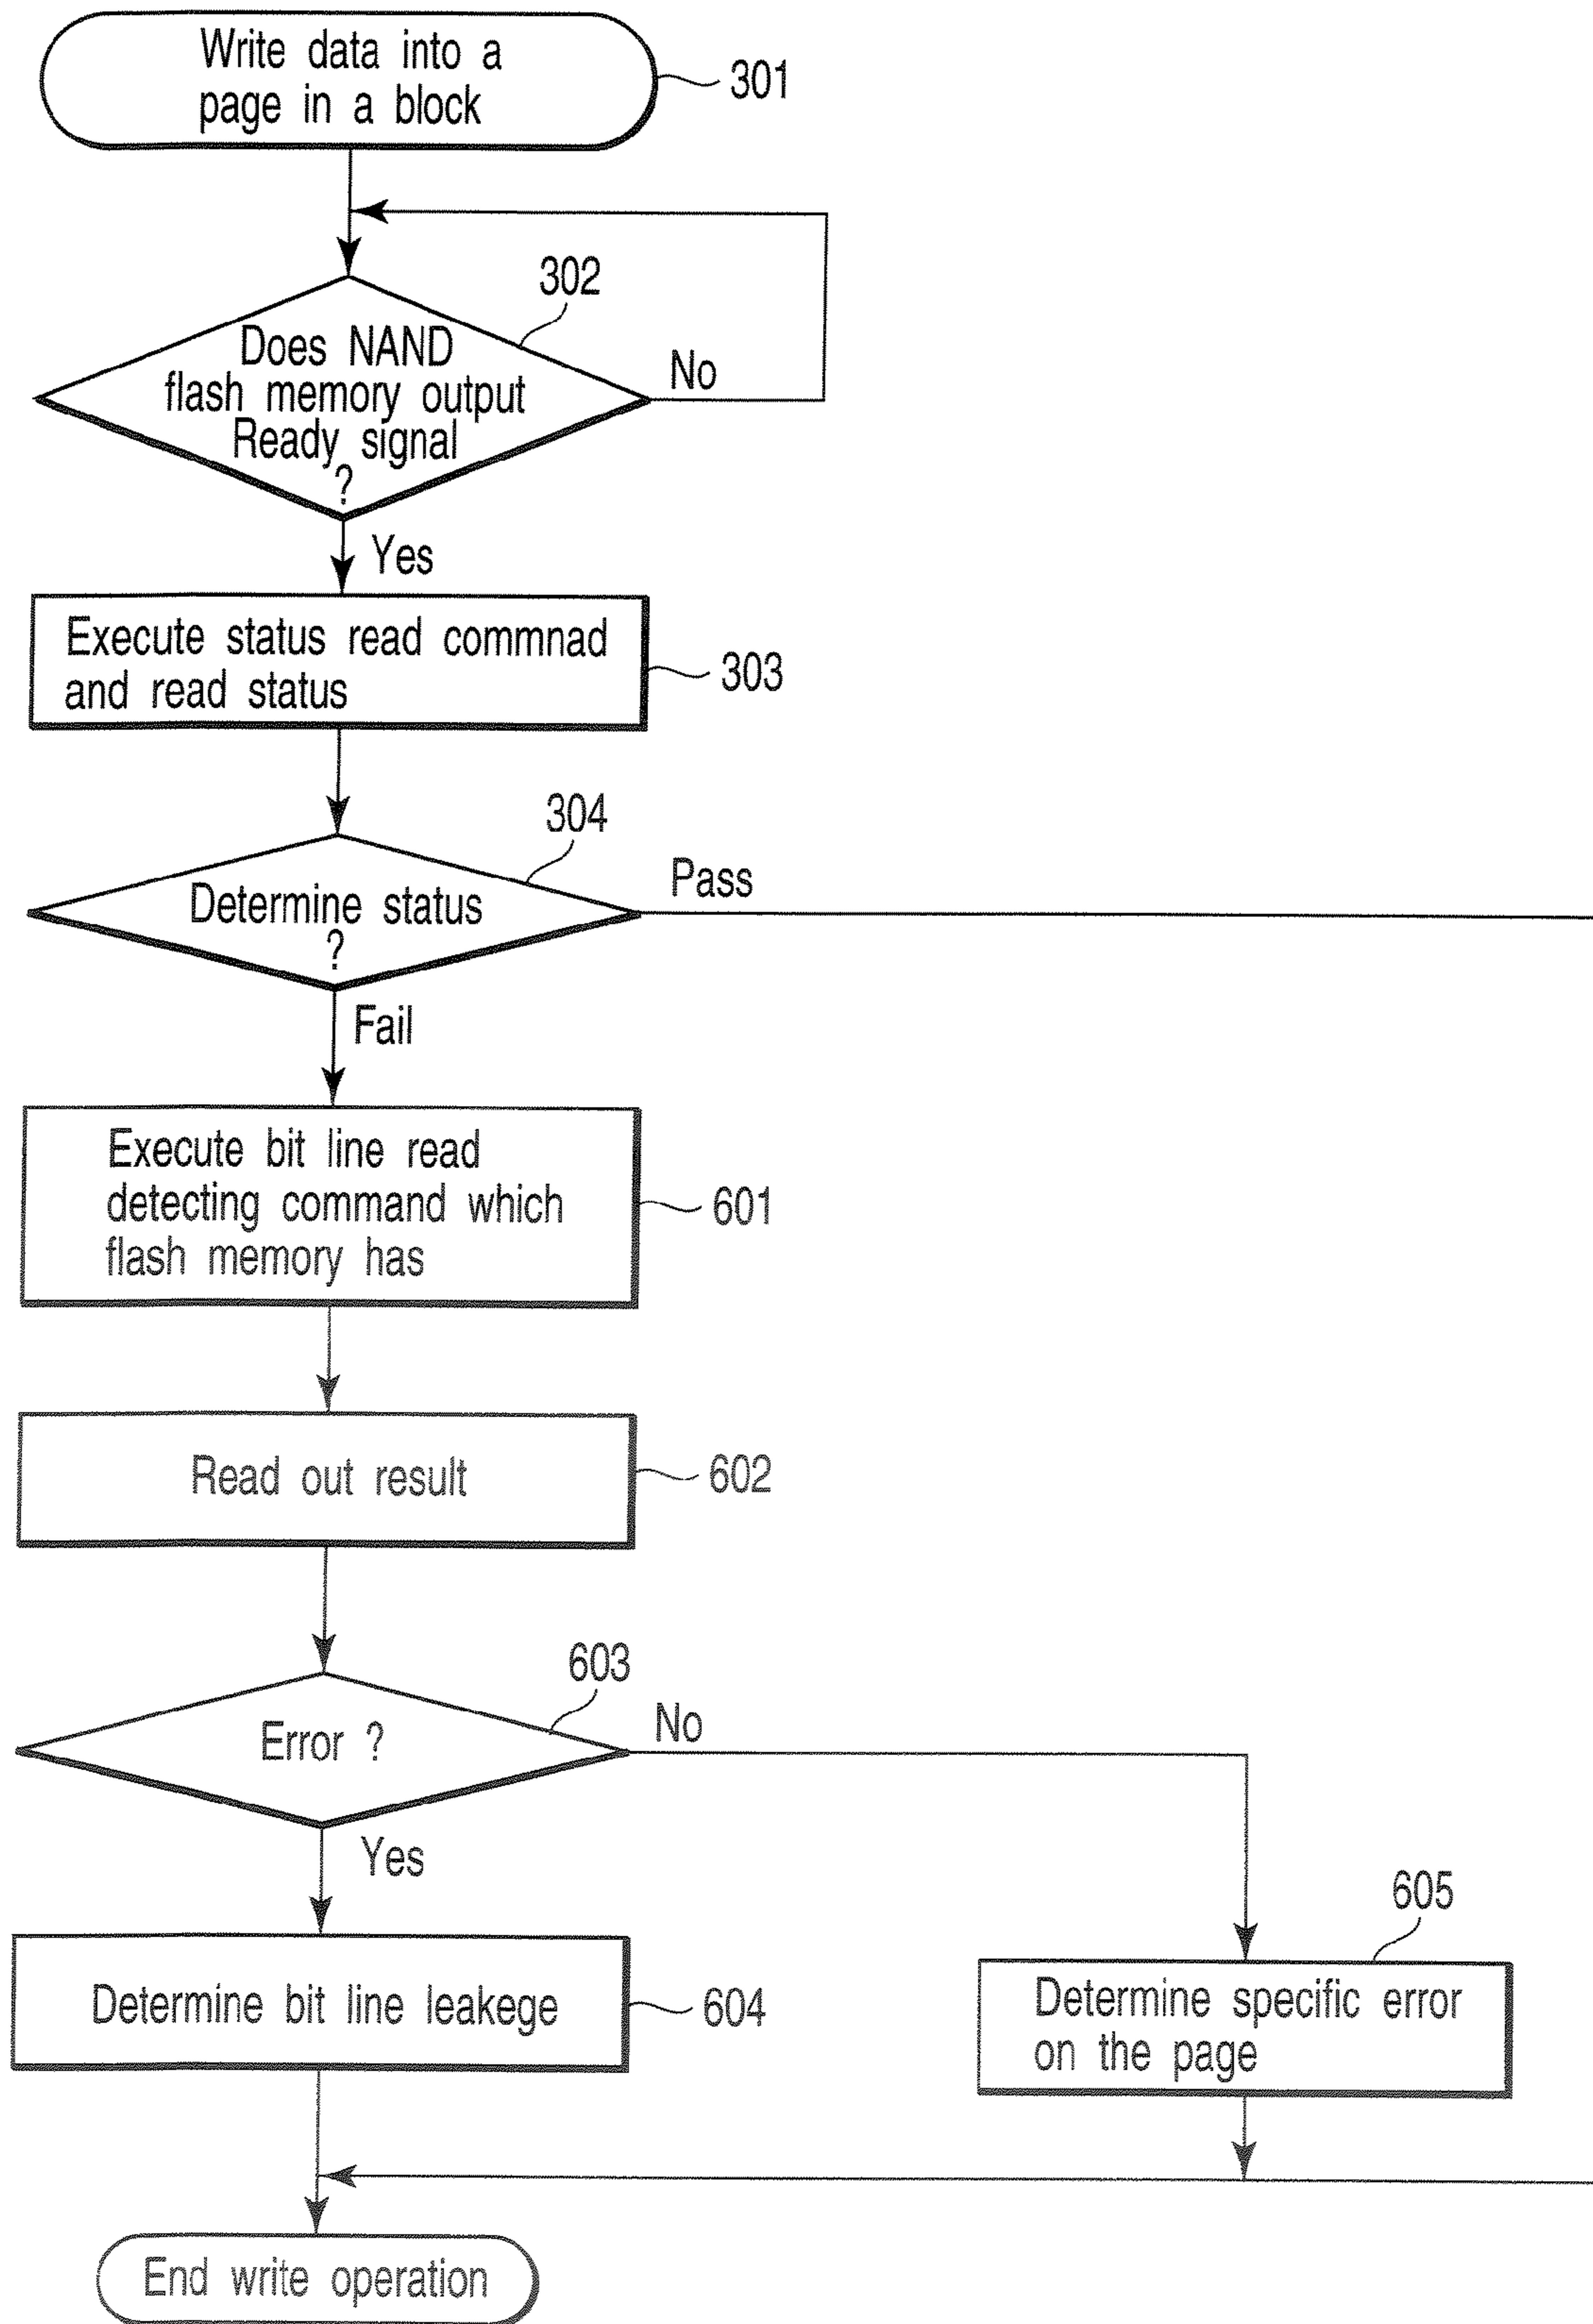 Write data into a
page in a block
301
302
Does NAND
flash memory output
Ready signal
?
No
Yes
Execute status read commnad
and read status
303
304
Determine status
?
Pass
Fail
Execute bit line read
detecting command which
flash memory has
601
Read out result
602
603
Error ?
No
Yes
605
Determine bit line leakege
604
Determine specific error
on the page
End write operation